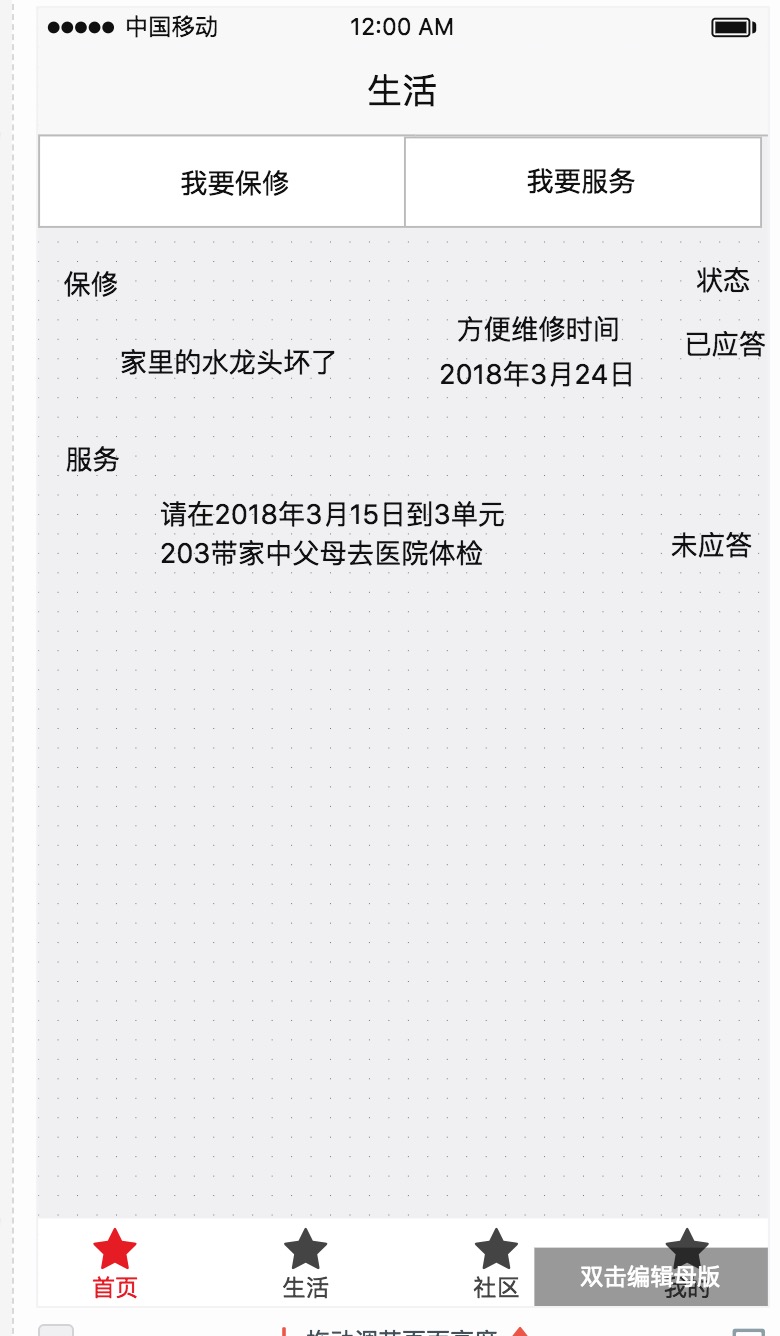 中国移动 12:00 AM
生活
我要保修 我要服务
保修 状态
方便维修时间
已应答
家里的水龙头坏了
2018年3月24日
服务
请在2018年3月15日到3单元
203带家中父母去医院体检
未应答
首页 生活 社区 我的
双击编辑母版